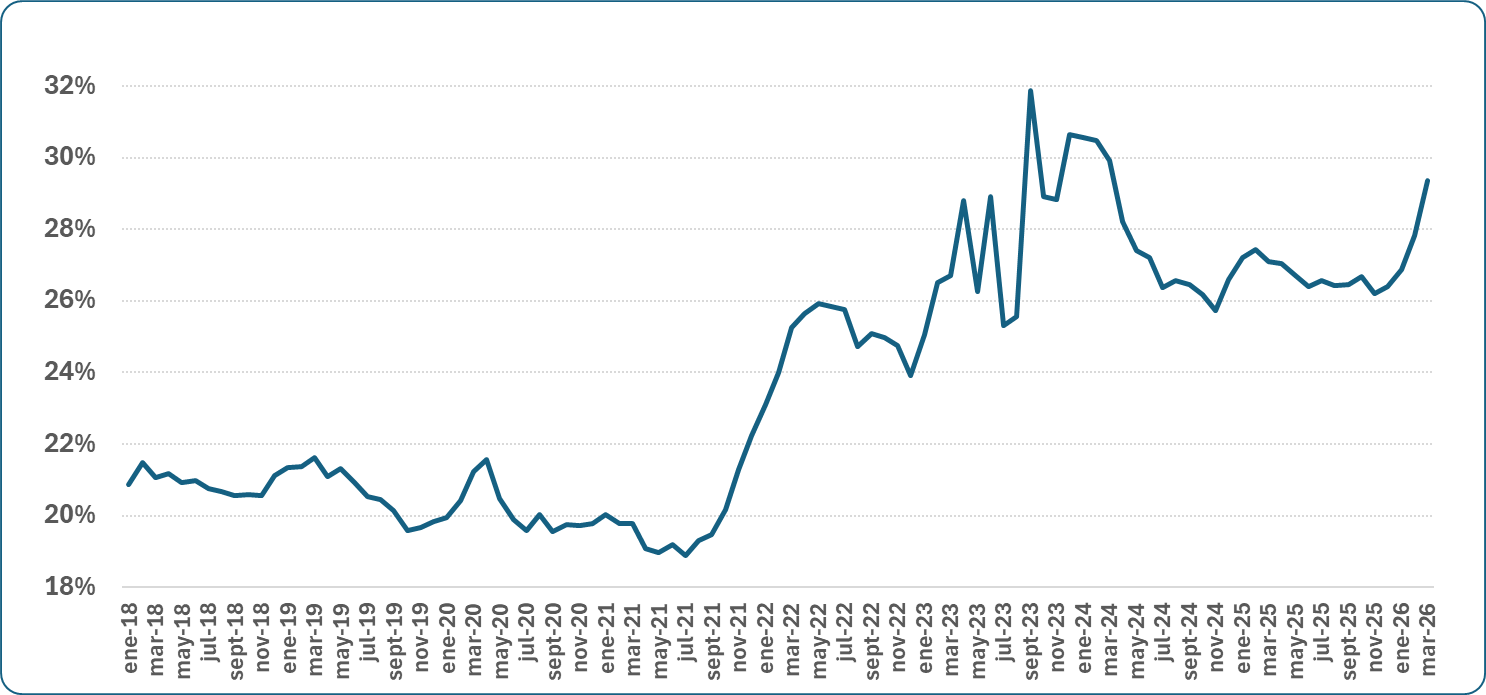 32%
30%
28%
26%
24%
22%
20%
18%
ene-18
mar-18
may-18
jul-18
sept-18
nov-18
ene-19
mar-19
may-19
jul-19
sept-19
nov-19
ene-20
mar-20
may-20
jul-20
sept-20
nov-20
ene-21
mar-21
may-21
jul-21
sept-21
nov-21
ene-22
mar-22
may-22
jul-22
sept-22
nov-22
ene-23
mar-23
may-23
jul-23
sept-23
nov-23
ene-24
mar-24
may-24
jul-24
sept-24
nov-24
ene-25
mar-25
may-25
jul-25
sept-25
nov-25
ene-26
mar-26